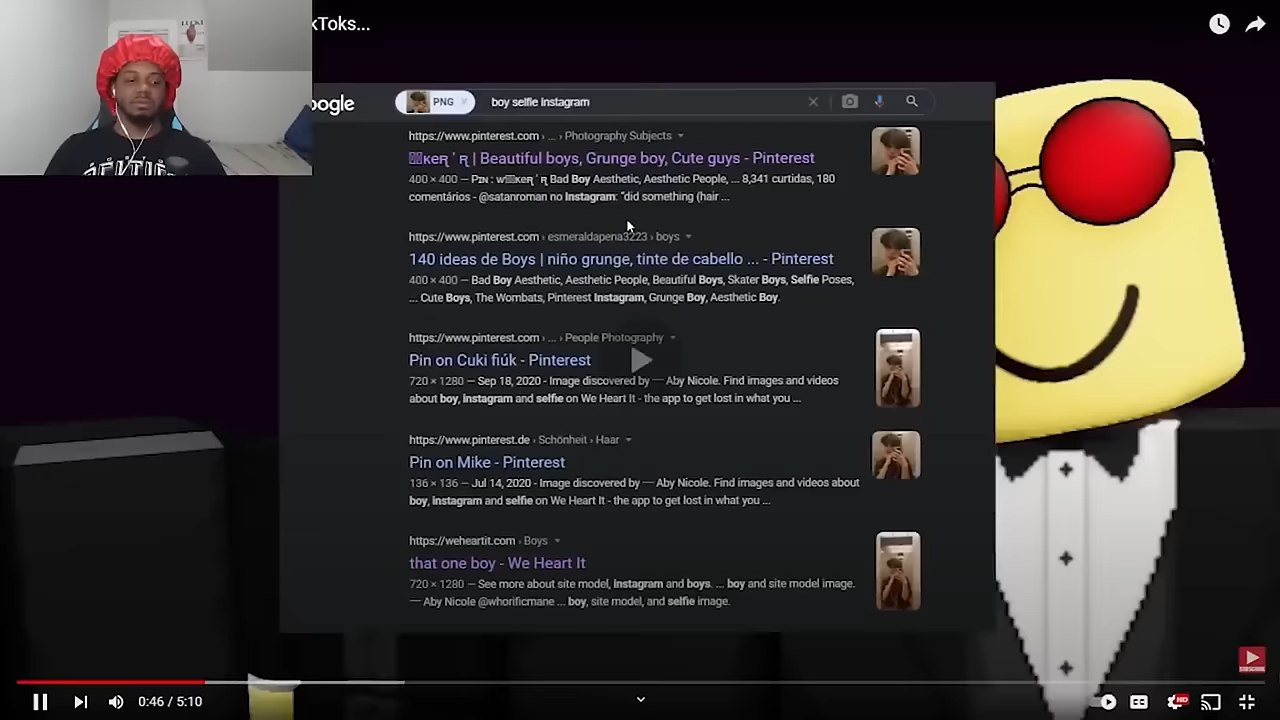 kToks...
oogle
PNG
boy selfie instagram
https://www.pinterest.com › ... › Photography Subjects
| Beautiful boys, Grunge boy, Cute guys - Pinterest
400 × 400 — Bad Boy Aesthetic, Aesthetic People, ... 8,341 curtidas, 180
comentários - @satanroman no Instagram: “did something (hair ...
https://www.pinterest.com › esmeraldapena3223 › boys
140 ideas de Boys | niño grunge, tinte de cabello ... - Pinterest
400 × 400 — Bad Boy Aesthetic, Aesthetic People, Beautiful Boys, Skater Boys, Selfie Poses,
... Cute Boys, The Wombats, Pinterest Instagram, Grunge Boy, Aesthetic Boy.
https://www.pinterest.com › ... › People Photography
Pin on Cuki fiúk - Pinterest
720 × 1280 — Sep 18, 2020 - Image discovered by — Aby Nicole. Find images and videos
about boy, instagram and selfie on We Heart It - the app to get lost in what you ...
https://www.pinterest.de › Schönheit › Haar
Pin on Mike - Pinterest
136 × 136 — Jul 14, 2020 - Image discovered by — Aby Nicole. Find images and videos about
boy, instagram and selfie on We Heart It - the app to get lost in what you ...
https://weheartit.com › Boys
that one boy - We Heart It
720 × 1280 — See more about site model, instagram and boys. ... boy and site model image.
— Aby Nicole @whorificmane ... boy, site model, and selfie image.
0:46 / 5:10
CC
HD